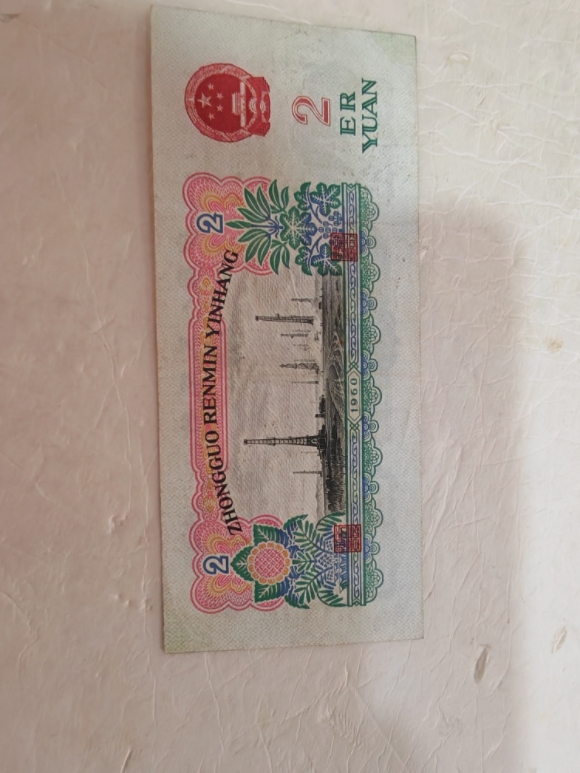 ZHONGGUO RENMIN YINHANG
2
2
2
ER
YUAN
1960